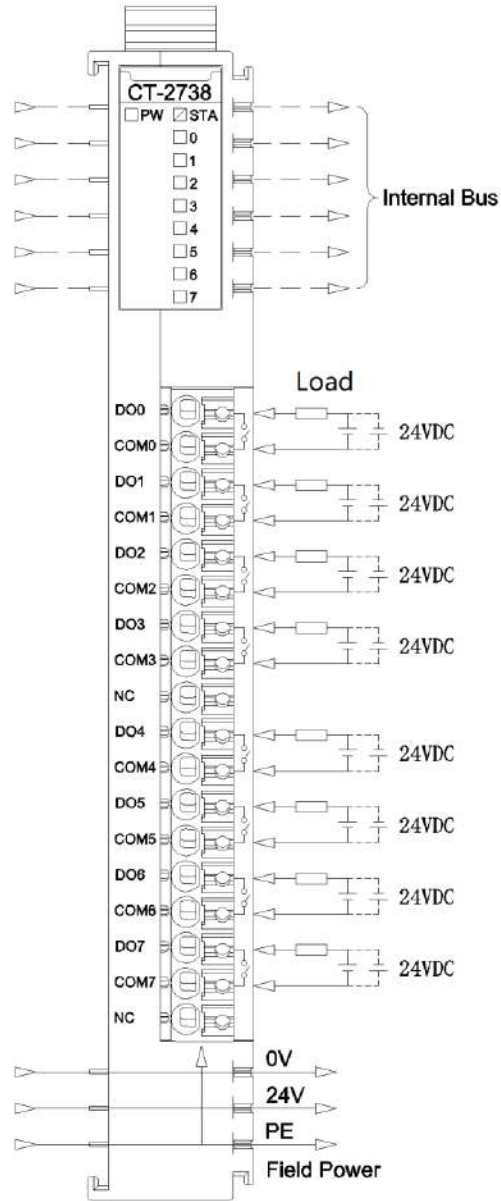 CT-2738
PW STA
0
1
2
3
4
5
6
7
Internal Bus
Load
DO0
COM0
24VDC
DO1
COM1
24VDC
DO2
COM2
24VDC
DO3
COM3
24VDC
NC
DO4
COM4
24VDC
DO5
COM5
24VDC
DO6
COM6
24VDC
DO7
COM7
24VDC
NC
0V
24V
PE
Field Power